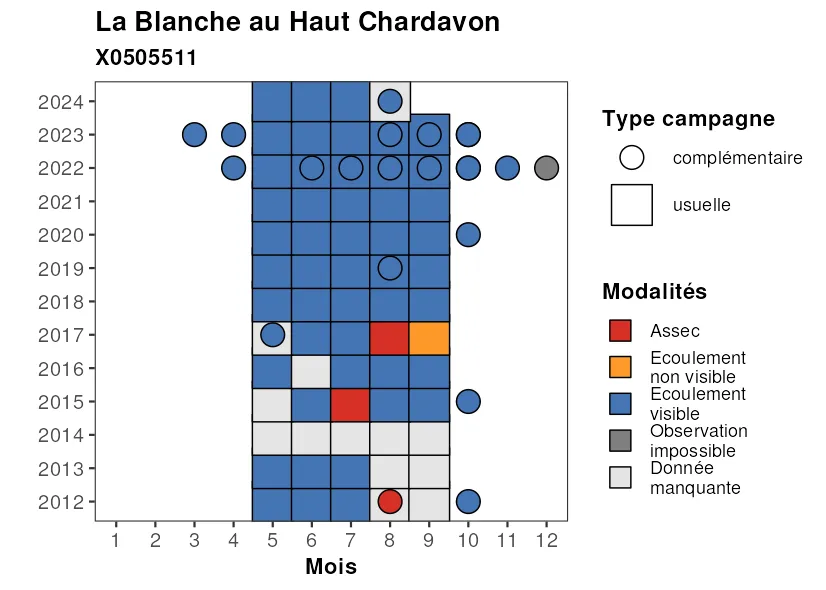 La Blanche au Haut Chardavon
X0505511
2024
2023
2022
2021
2020
2019
2018
2017
2016
2015
2014
2013
2012
1 2 3 4 5 6 7 8 9 10 11 12
Mois
Type campagne
complémentaire
usuelle
Modalités
Assec
Ecoulement
non visible
Ecoulement
visible
Observation
impossible
Donnée
manquante